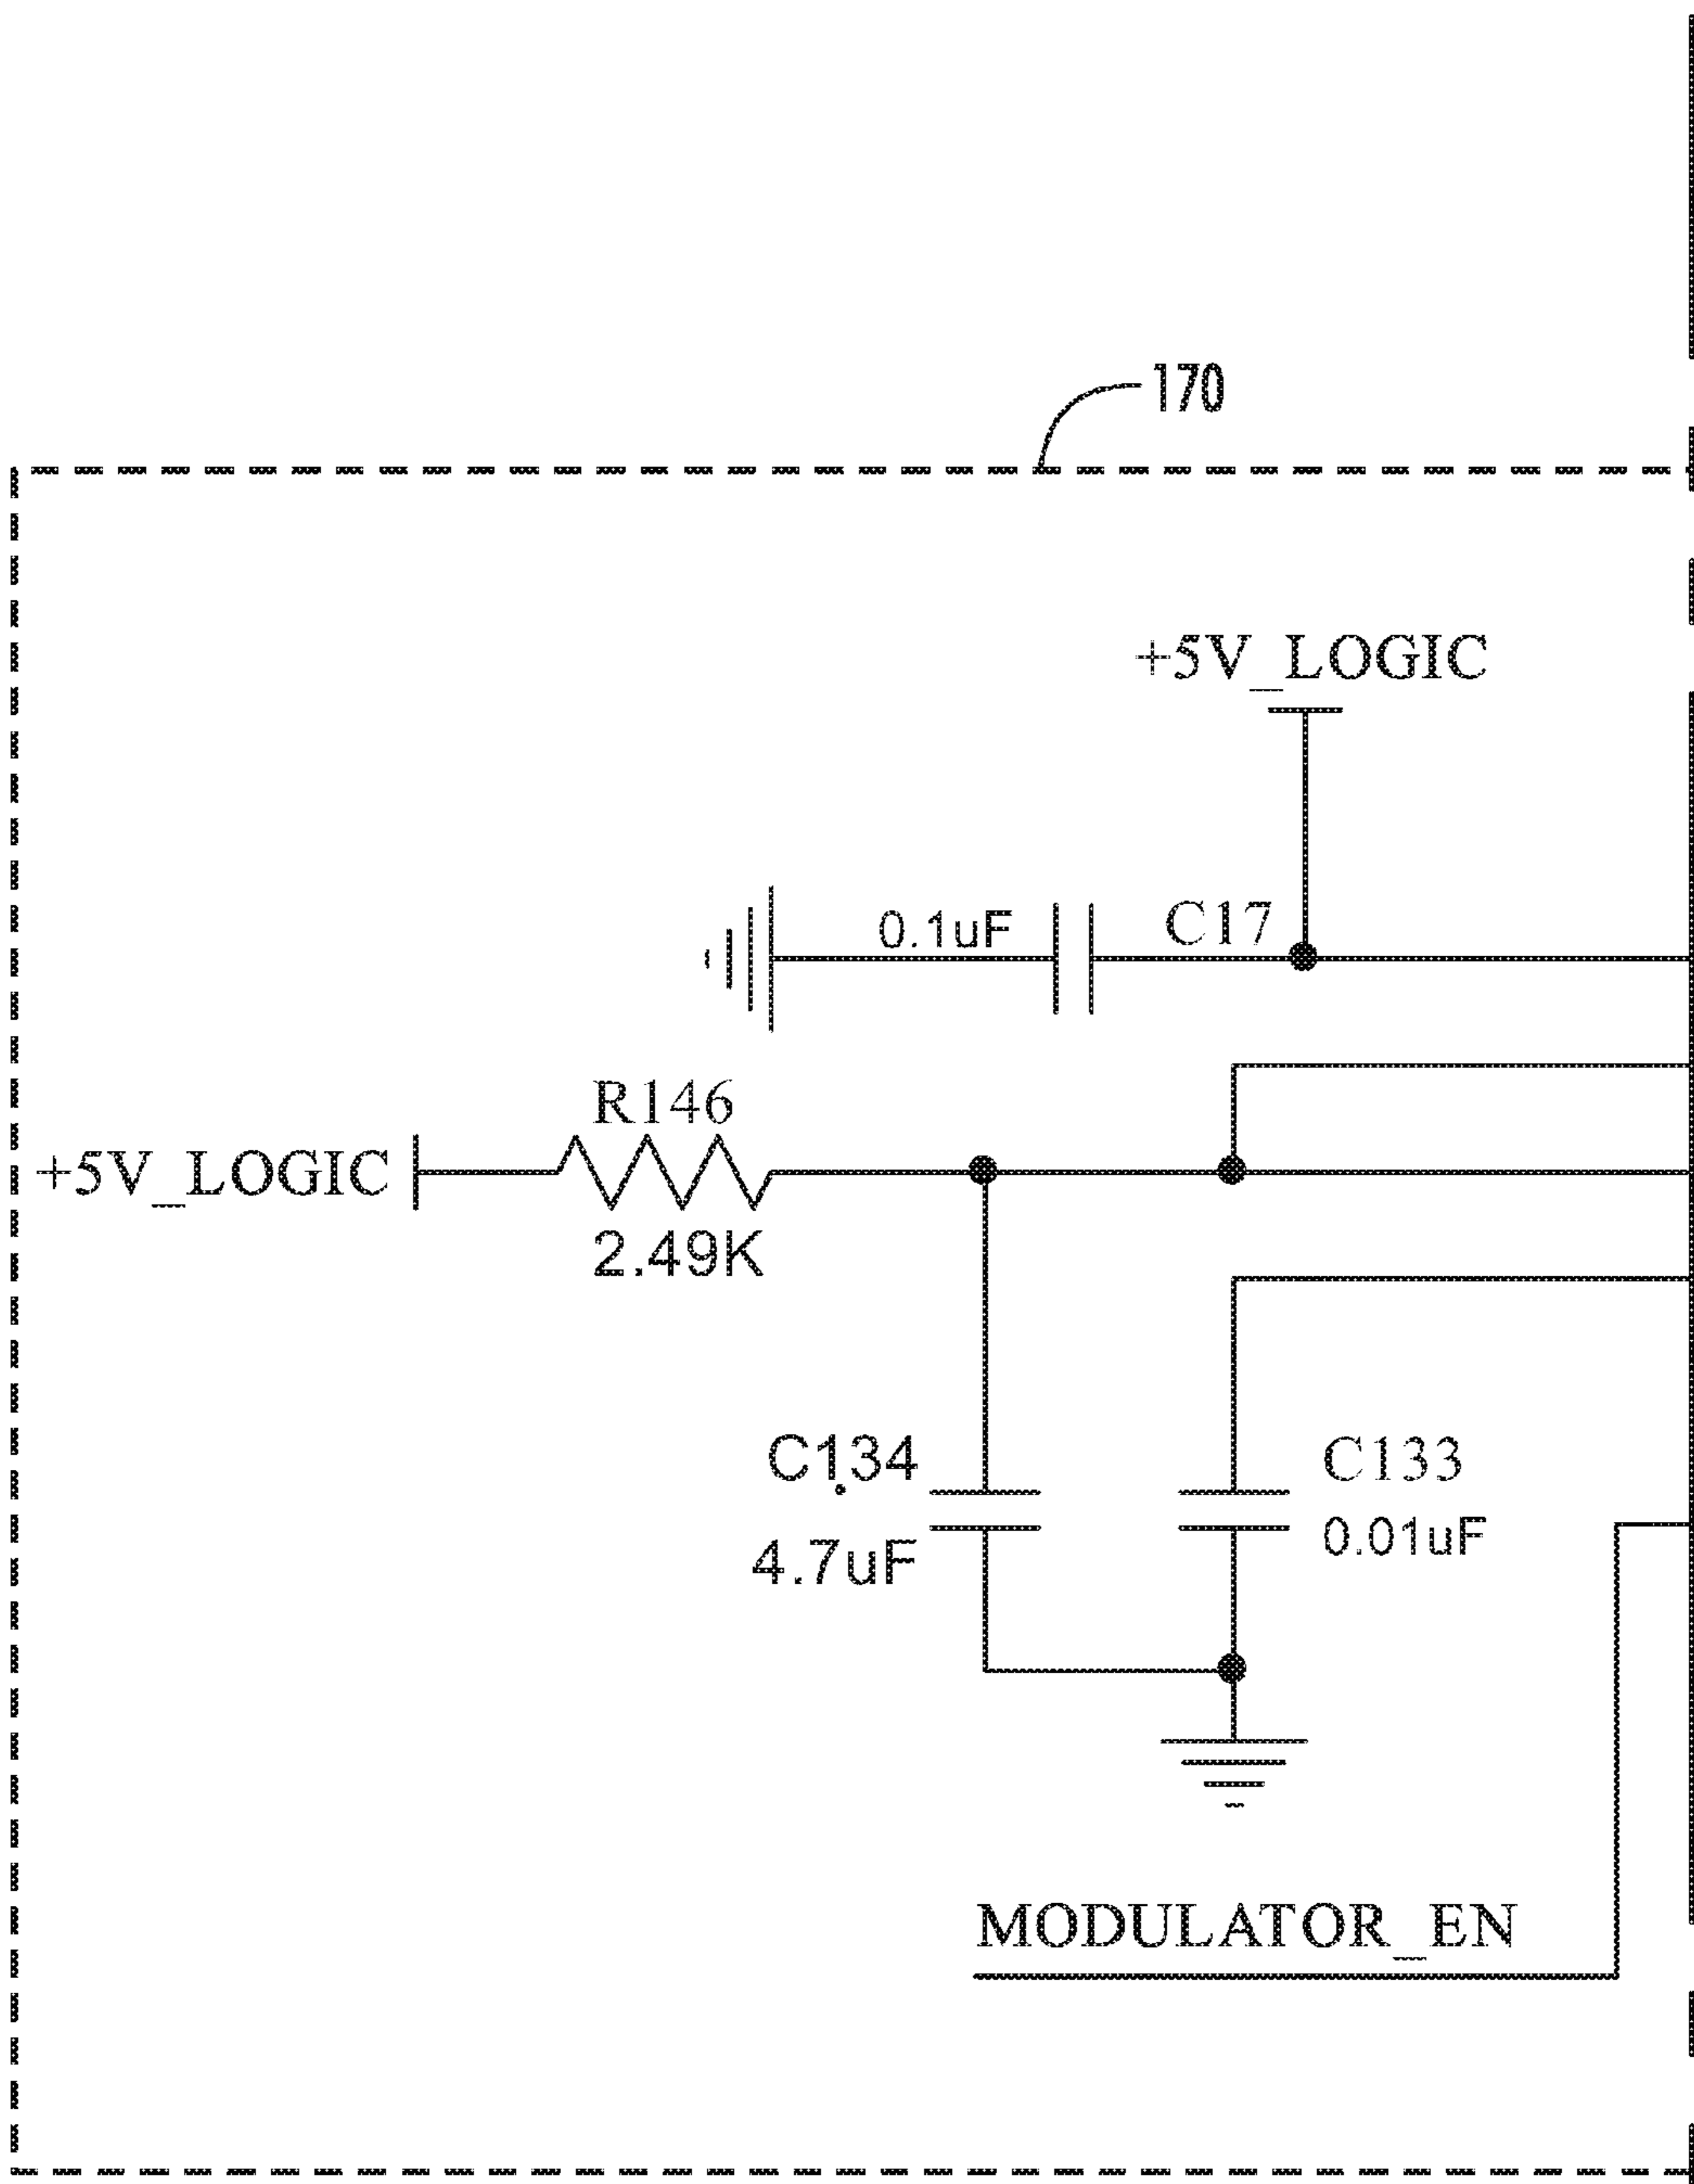 170
+5V_LOGIC
0.1uF C17
R146
+5V_LOGIC
2.49K
C134
C133
4.7uF
0.01uF
MODULATOR_EN